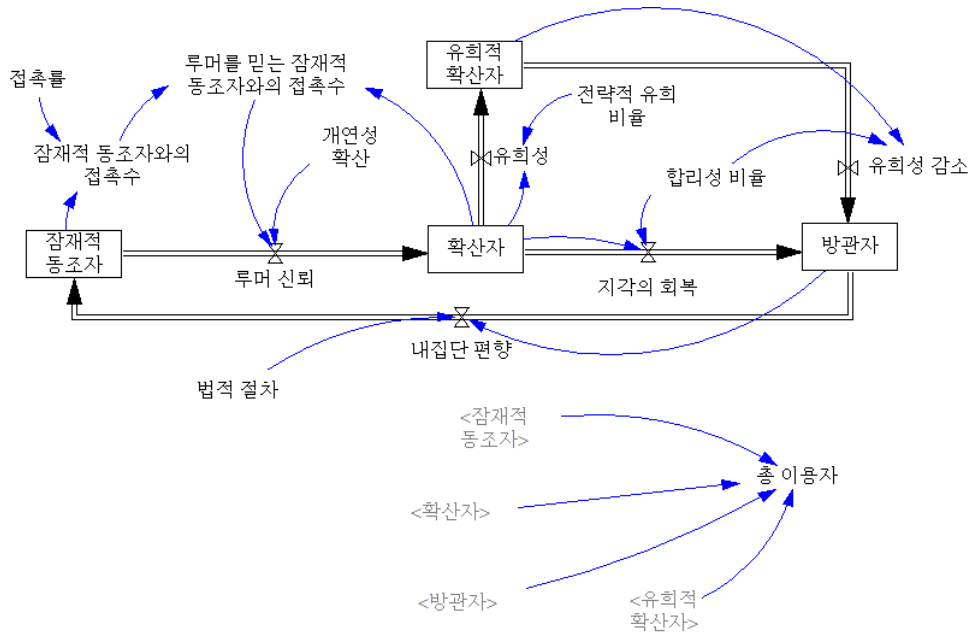 유희적
확산자
접촉률
루머를 믿는 잠재적
동조자와의 접촉수
전략적 유희
비율
개연성
확산
잠재적 동조자와의
접촉수
유희성
합리성 비율
유희성 감소
잠재적
동조자
확산자
방관자
루머 신뢰
지각의 회복
내집단 편향
법적 절차
<잠재적
동조자>
총 이용자
<확산자>
<방관자>
<유희적
확산자>